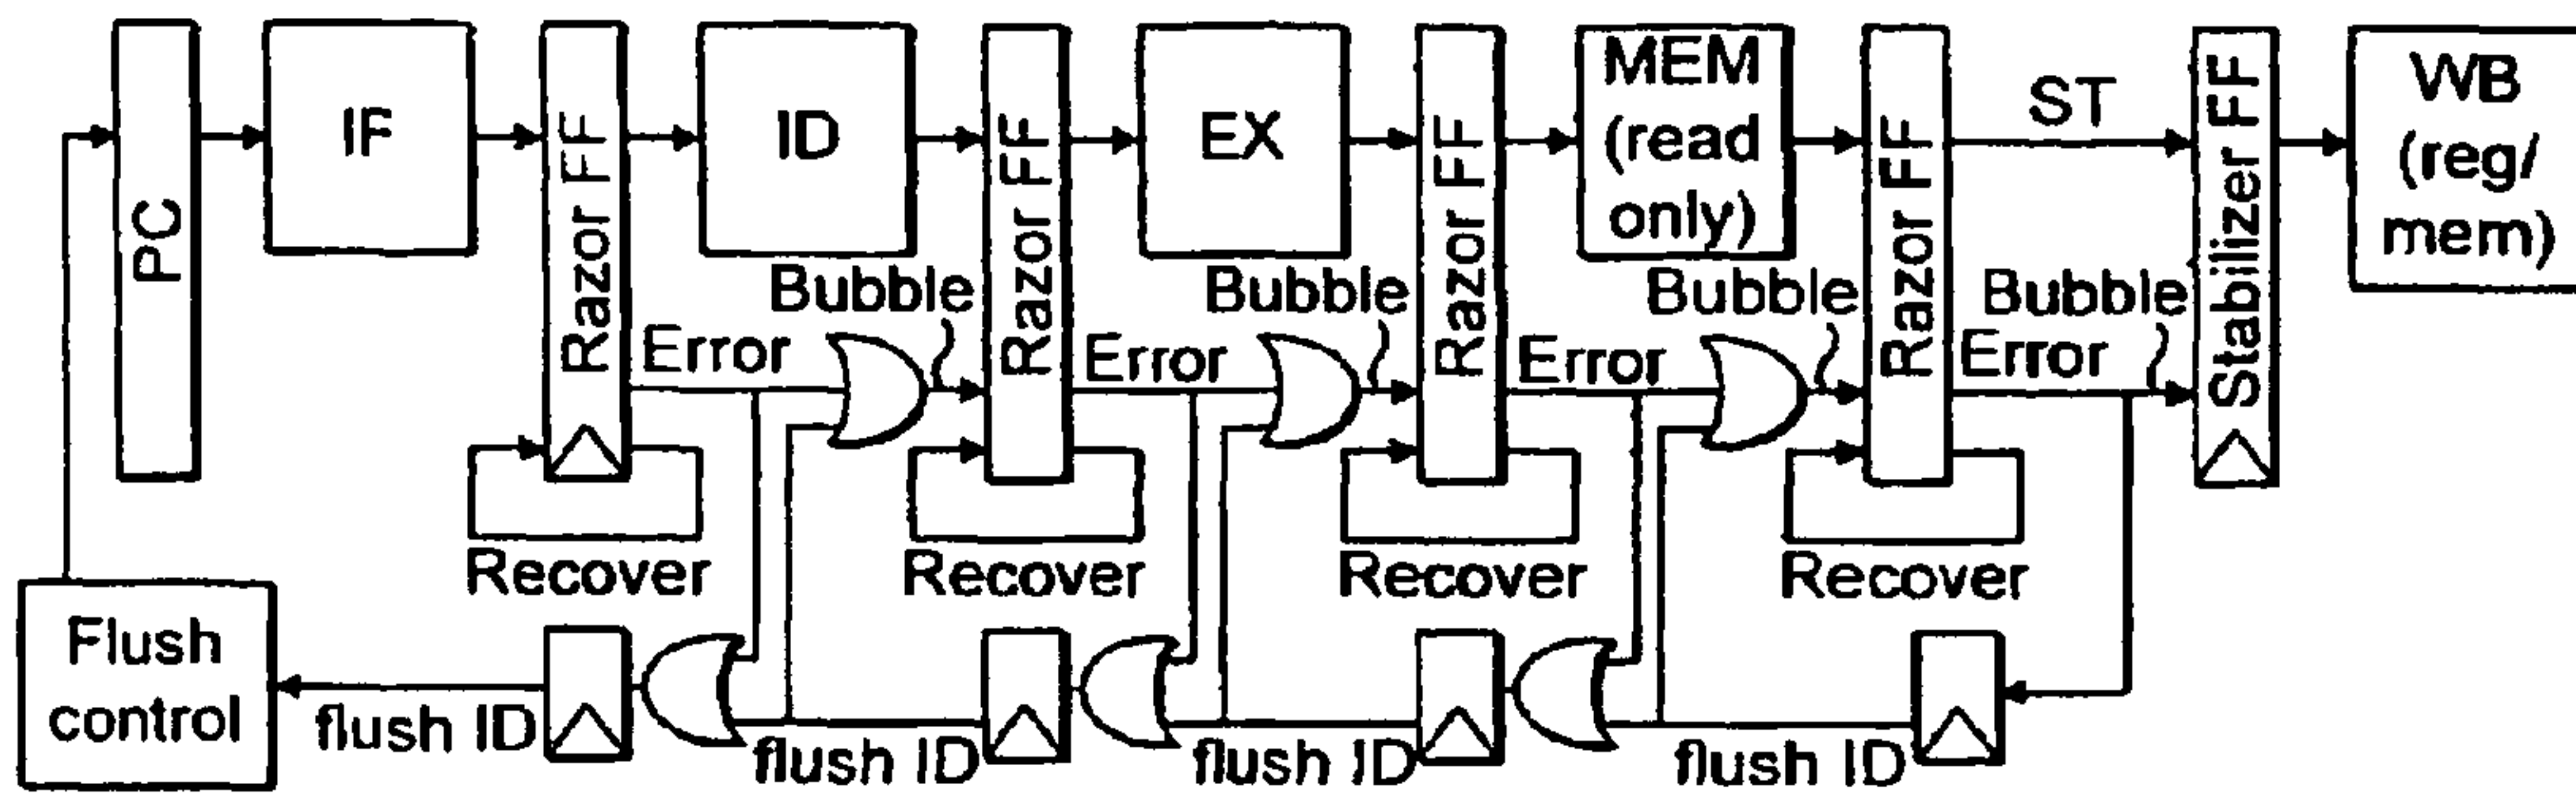 PC
IF
Razor FF
ID
Razor FF
EX
Razor FF
MEM
(read
only)
Razor FF
ST
Stabilizer FF
WB
(reg/
mem)
Error
Bubble
Error
Bubble
Error
Bubble
Error
Bubble
Recover
Recover
Recover
Recover
Flush
control
flush ID
flush ID
flush ID
flush ID